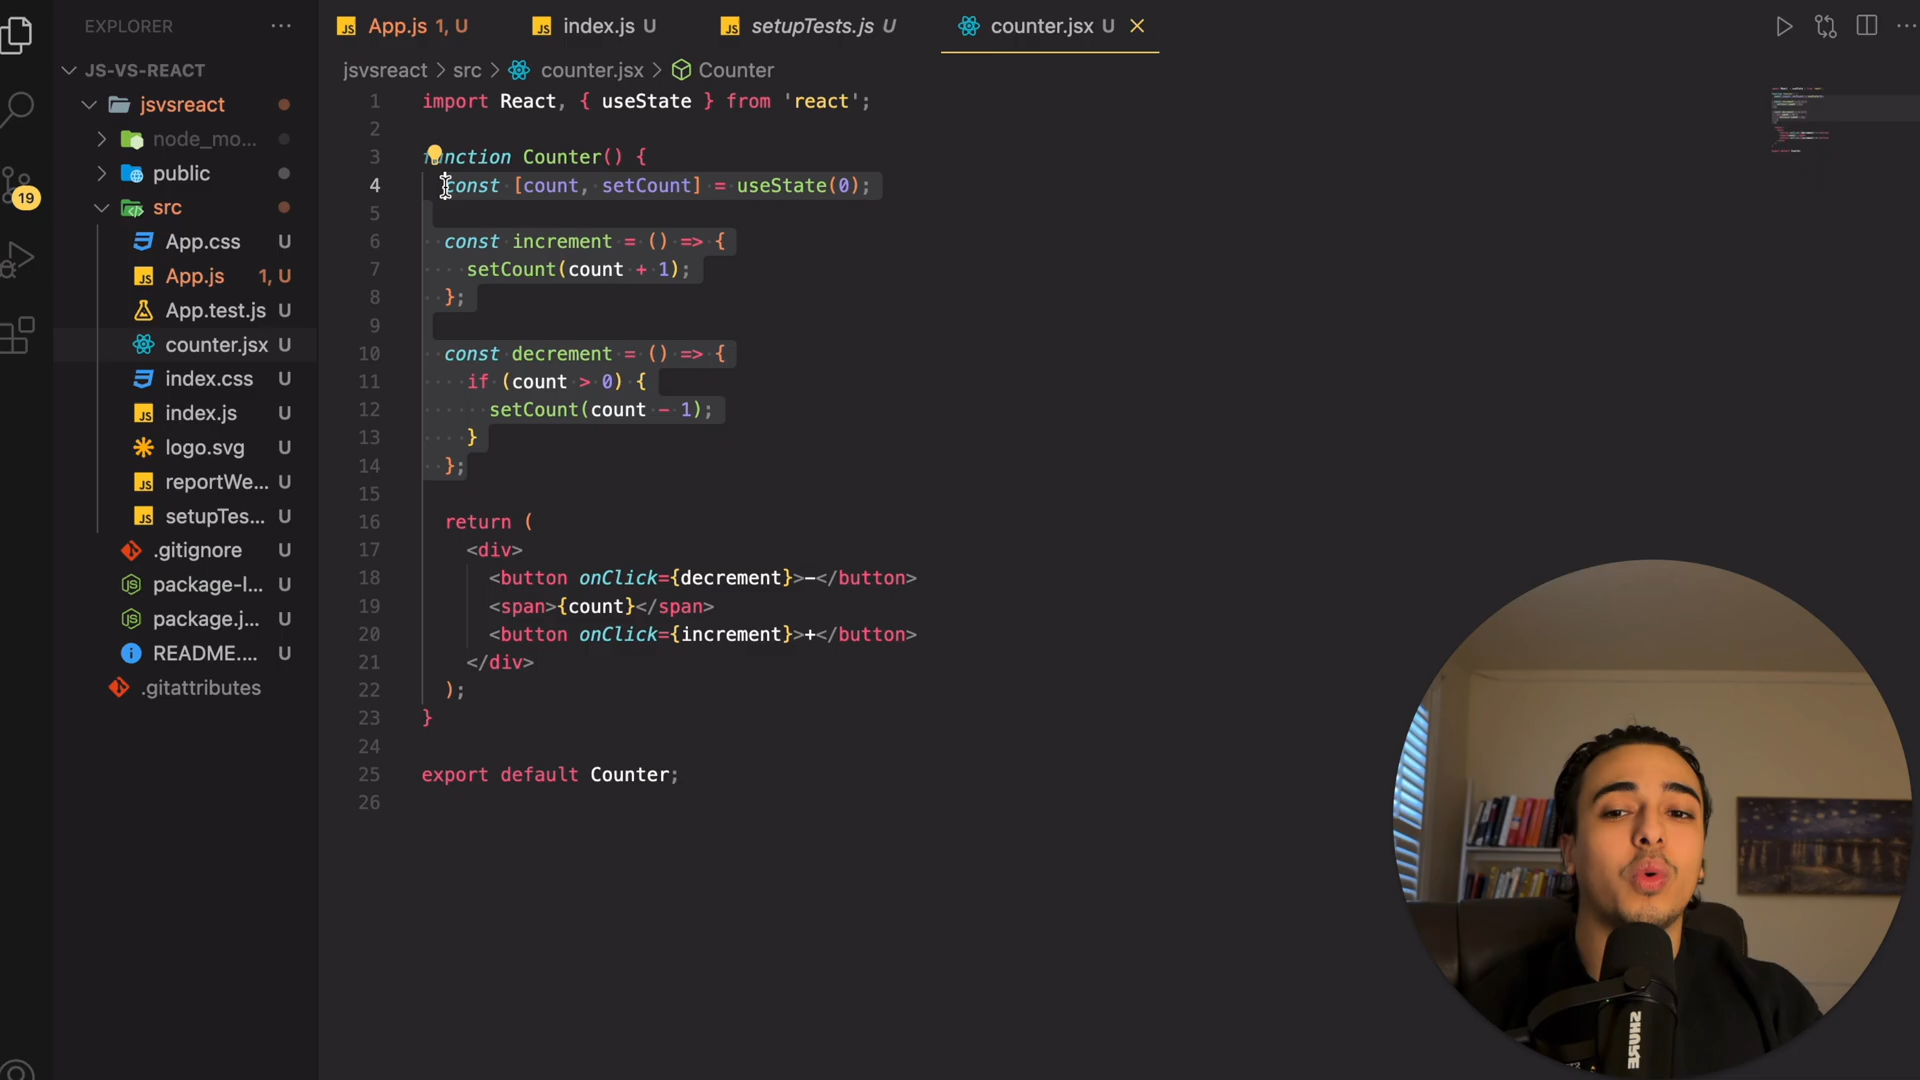 EXPLORER ...
JS-VS-REACT
jsvsreact
node_mo...
public
src
App.css U
App.js 1, U
App.test.js U
counter.jsx U
index.css U
index.js U
logo.svg U
reportWe... U
setupTes... U
.gitignore U
package-l... U
package.j... U
README.... U
.gitattributes
19
JS App.js 1, U
JS index.js U
JS setupTests.js U
counter.jsx U
jsvsreact > src > counter.jsx > Counter
1 import React, { useState } from 'react';
2
3 function Counter() {
4 const [count, setCount] = useState(0);
5
6 const increment = () => {
7 setCount(count + 1);
8 };
9
10 const decrement = () => {
11 if (count > 0) {
12 setCount(count - 1);
13 }
14 };
15
16 return (
17 <div>
18 <button onClick={decrement}>-</button>
19 <span>{count}</span>
20 <button onClick={increment}>+</button>
21 </div>
22 );
23 }
24
25 export default Counter;
26
SHURE